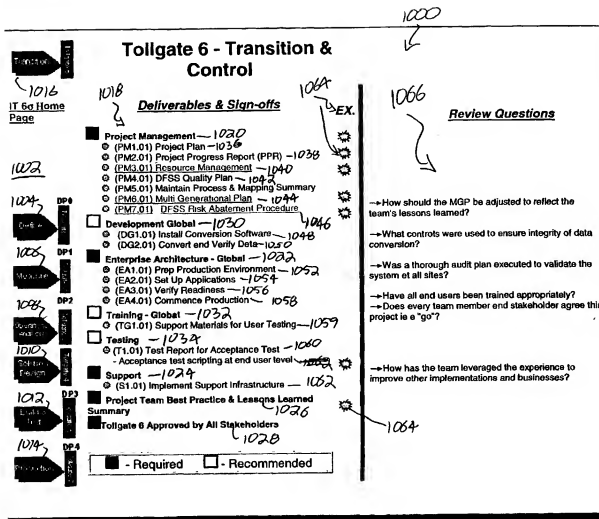 1000
Tollgate 6 - Transition &
Control
Transition
1016
IT 6σ Home
Page
1018
Deliverables & Sign-offs
1064
EX.
1066
Review Questions
Project Management — 1020
(PM1.01) Project Plan — 1036
(PM2.01) Project Progress Report (PPR) — 1038
(PM3.01) Resource Management — 1040
(PM4.01) DFSS Quality Plan — 1042
(PM5.01) Maintain Process & Mapping Summary
(PM6.01) Multi Generational Plan — 1044
(PM7.01) DFSS Risk Abatement Procedure
1046
Development Global — 1030
(DG1.01) Install Conversion Software — 1048
(DG2.01) Convert and Verify Data — 1050
Enterprise Architecture - Global — 1022
(EA1.01) Prep Production Environment — 1052
(EA2.01) Set Up Applications — 1054
(EA3.01) Verify Readiness — 1056
(EA4.01) Commence Production — 1058
Training - Global — 1032
(TG1.01) Support Materials for User Testing — 1059
Testing — 1034
(T1.01) Test Report for Acceptance Test — 1060
- Acceptance test scripting at end user level
Support — 1024
(S1.01) Implement Support Infrastructure — 1062
Project Team Best Practice & Lessons Learned
Summary
1026
1064
Tollgate 6 Approved by All Stakeholders
1028
- Required
- Recommended
1002
1004
DP0
Define
1006
DP1
Measure
1008
DP2
1010
Design
1012
DP3
1014
DP4
→How should the MGP be adjusted to reflect the
team's lessons learned?
→What controls were used to ensure integrity of data
conversion?
→Was a thorough audit plan executed to validate the
system at all sites?
→Have all end users been trained appropriately?
→Does every team member end stakeholder agree this
project ie a "go"?
→How has the team leveraged the experience to
improve other implementations and businesses?